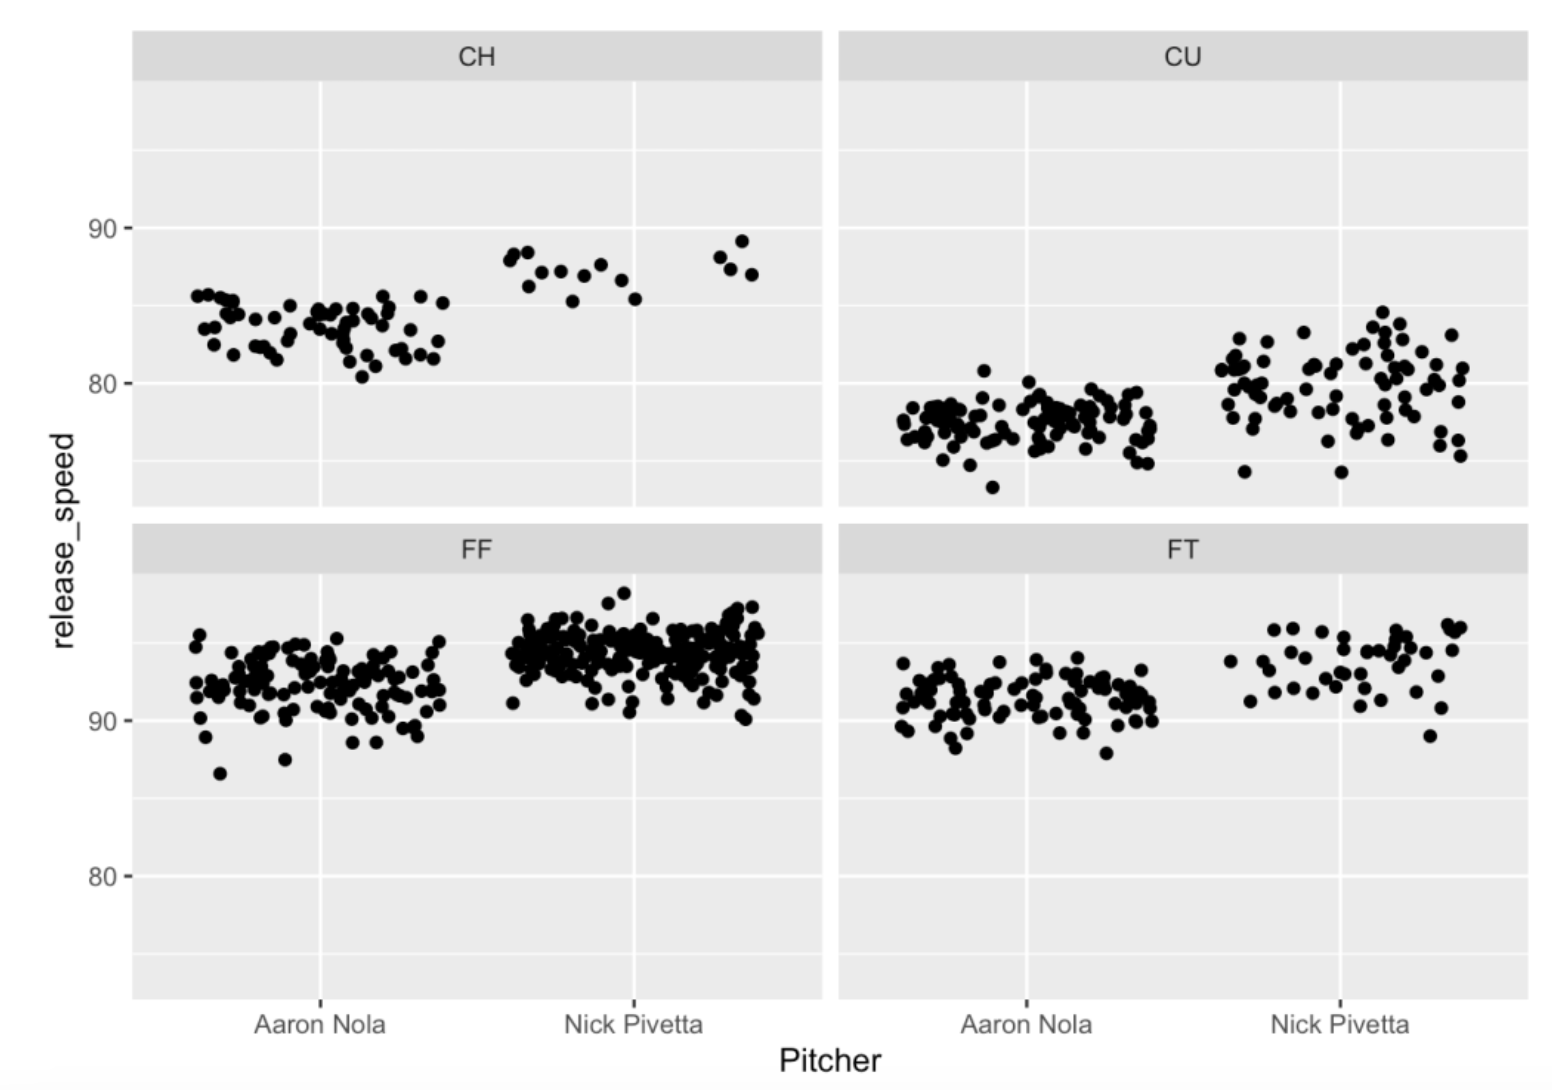 CH
CU
90
80
release_speed
FF
FT
90
80
Aaron Nola
Nick Pivetta
Aaron Nola
Nick Pivetta
Pitcher